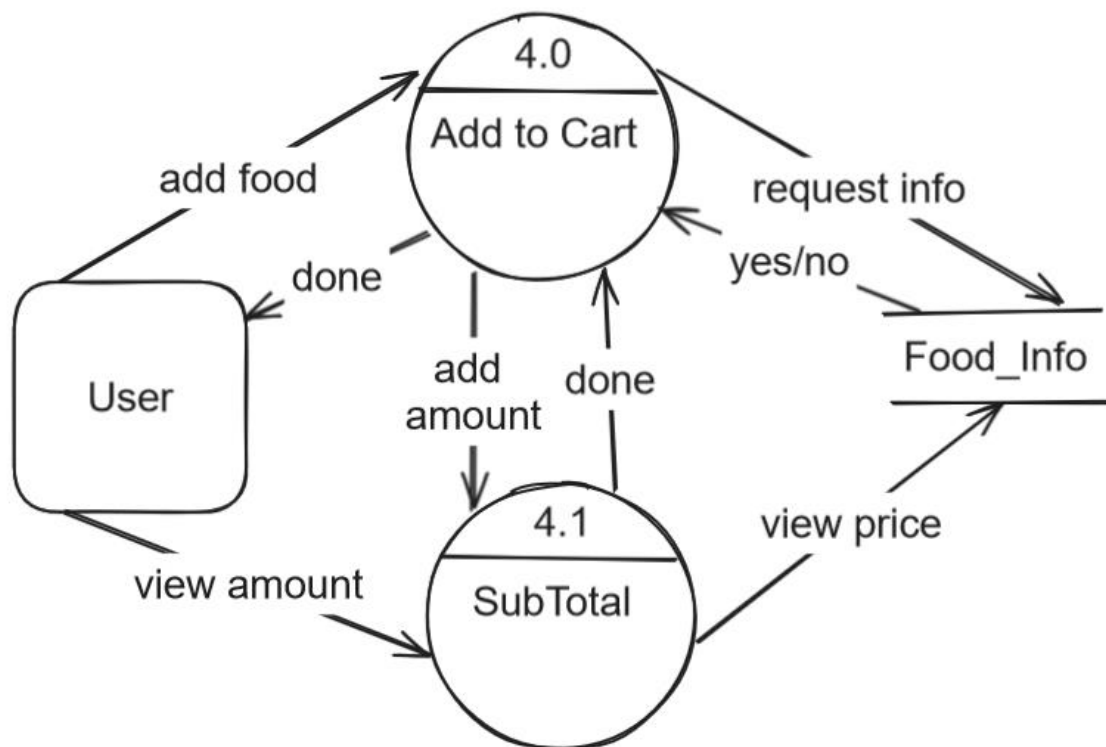 4.0
Add to Cart
add food
request info
done
yes/no
User
add
amount
done
Food_Info
4.1
SubTotal
view amount
view price